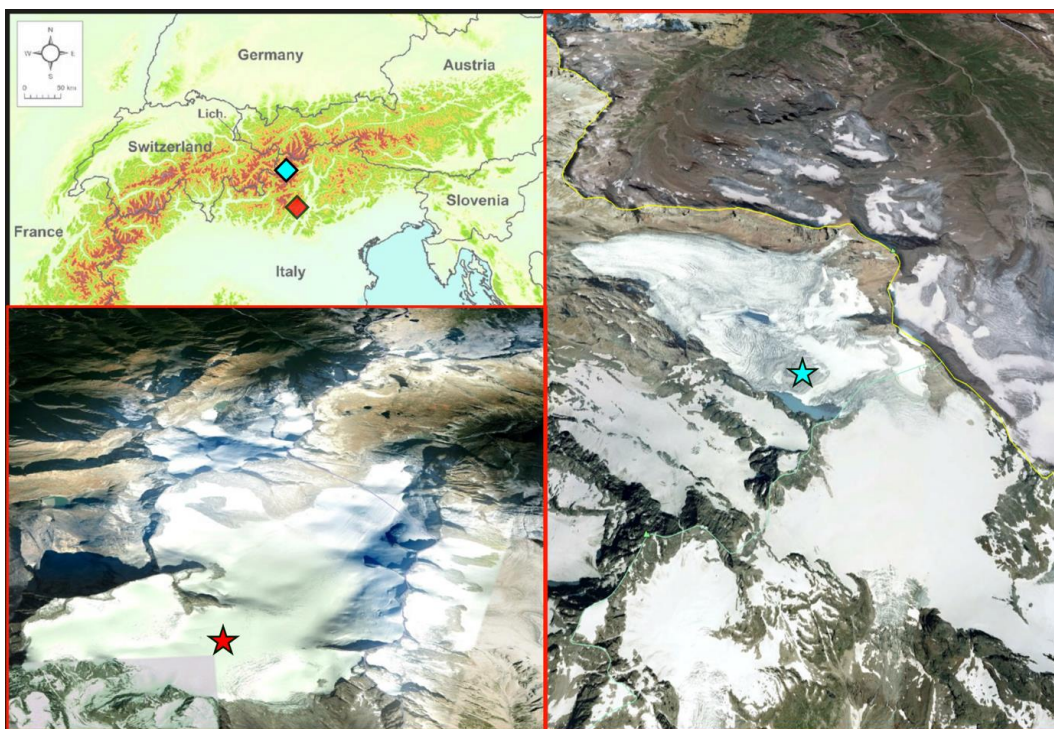 N
W E
S
0 50 km
Germany
Austria
Lich.
Switzerland
Slovenia
France
Italy